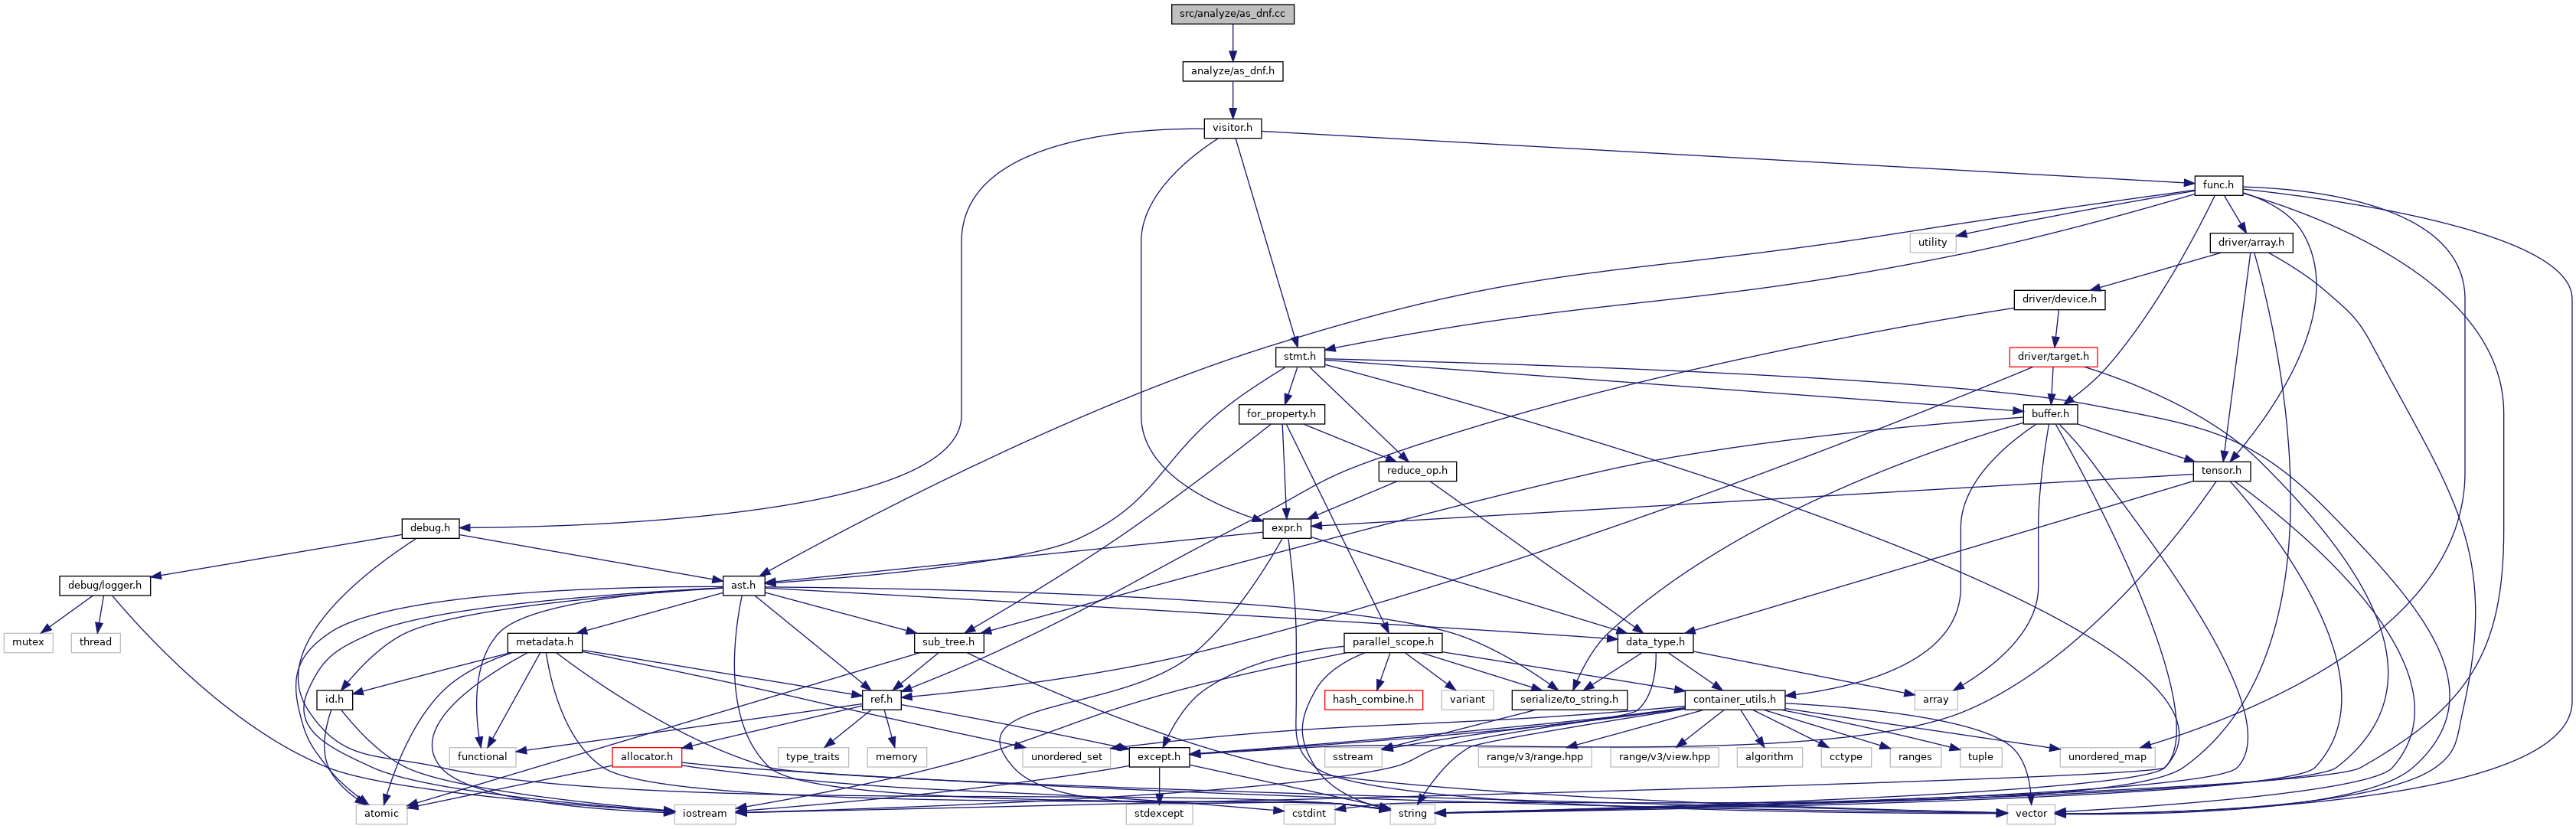 src/analyze/as_dnf.cc
analyze/as_dnf.h
visitor.h
func.h
utility
driver/array.h
driver/device.h
stmt.h
driver/target.h
for_property.h
buffer.h
reduce_op.h
tensor.h
debug.h
expr.h
debug/logger.h
ast.h
mutex
thread
metadata.h
sub_tree.h
parallel_scope.h
data_type.h
id.h
ref.h
hash_combine.h
variant
serialize/to_string.h
container_utils.h
array
functional
allocator.h
type_traits
memory
unordered_set
except.h
sstream
range/v3/range.hpp
range/v3/view.hpp
algorithm
cctype
ranges
tuple
unordered_map
atomic
iostream
stdexcept
cstdint
string
vector